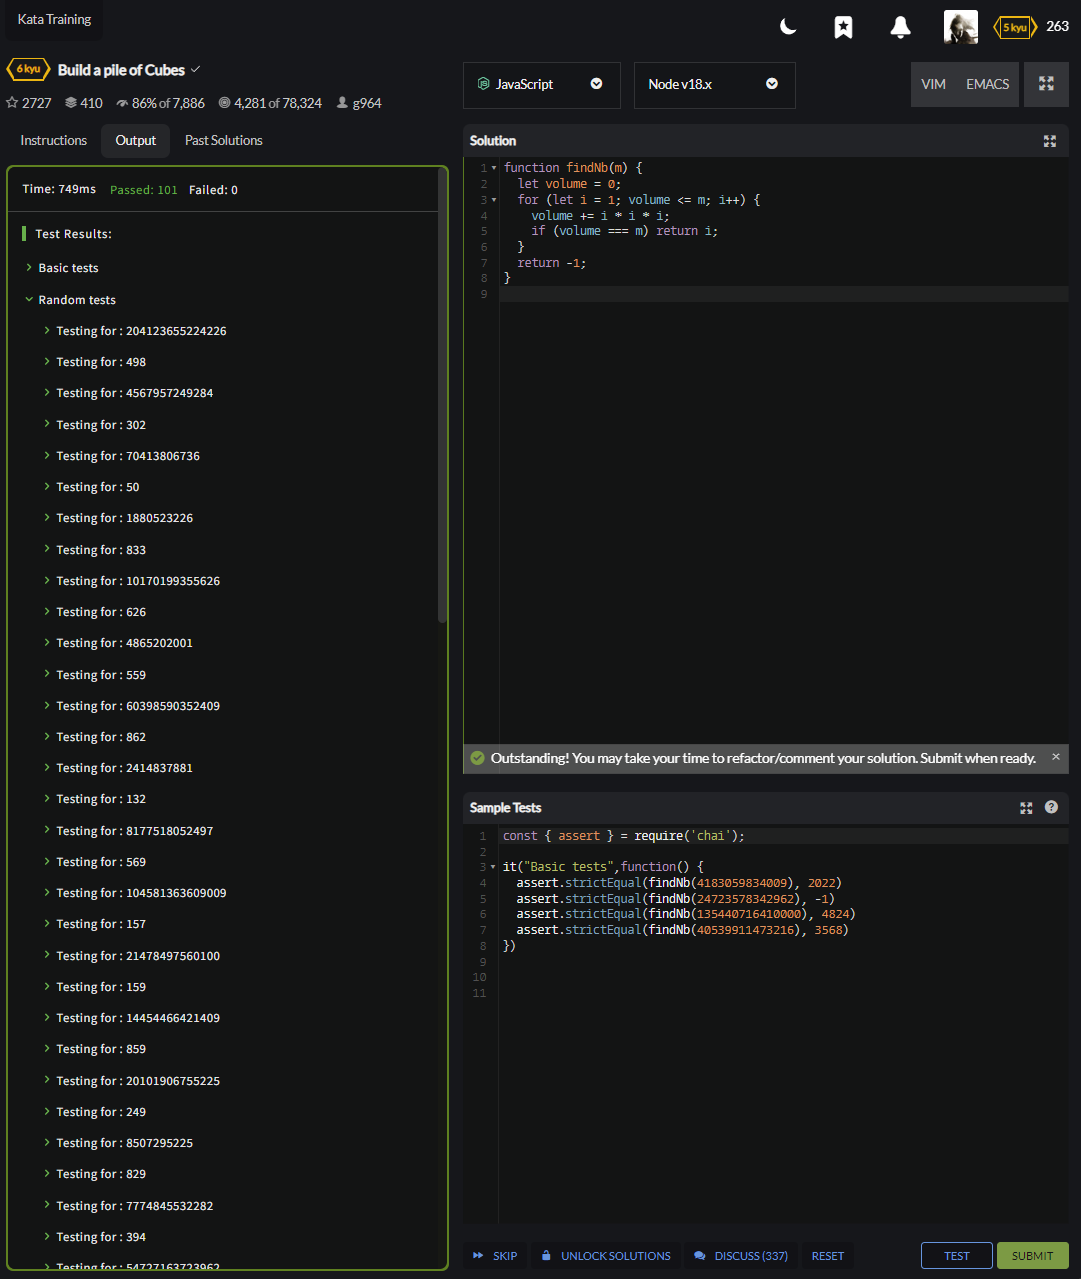 Kata Training
5 kyu 263
6 kyu Build a pile of Cubes
2727 410 86% of 7,886 4,281 of 78,324 g964
Instructions Output Past Solutions
Time: 749ms Passed: 101 Failed: 0
Test Results:
Basic tests
Random tests
Testing for : 204123655224226
Testing for : 498
Testing for : 4567957249284
Testing for : 302
Testing for : 70413806736
Testing for : 50
Testing for : 1880523226
Testing for : 833
Testing for : 10170199355626
Testing for : 626
Testing for : 4865202001
Testing for : 559
Testing for : 60398590352409
Testing for : 862
Testing for : 2414837881
Testing for : 132
Testing for : 8177518052497
Testing for : 569
Testing for : 104581363609009
Testing for : 157
Testing for : 21478497560100
Testing for : 159
Testing for : 14454466421409
Testing for : 859
Testing for : 20101906755225
Testing for : 249
Testing for : 8507295225
Testing for : 829
Testing for : 7774845532282
Testing for : 394
Testing for : 54727163723962
JavaScript Node v18.x VIM EMACS
Solution
1 function findNb(m) {
2 let volume = 0;
3 for (let i = 1; volume <= m; i++) {
4 volume += i * i * i;
5 if (volume === m) return i;
6 }
7 return -1;
8 }
9
Outstanding! You may take your time to refactor/comment your solution. Submit when ready. ×
Sample Tests ?
1 const { assert } = require('chai');
2
3 it("Basic tests",function() {
4 assert.strictEqual(findNb(4183059834009), 2022)
5 assert.strictEqual(findNb(24723578342962), -1)
6 assert.strictEqual(findNb(135440716410000), 4824)
7 assert.strictEqual(findNb(40539911473216), 3568)
8 })
9
10
11
SKIP UNLOCK SOLUTIONS DISCUSS (337) RESET TEST SUBMIT